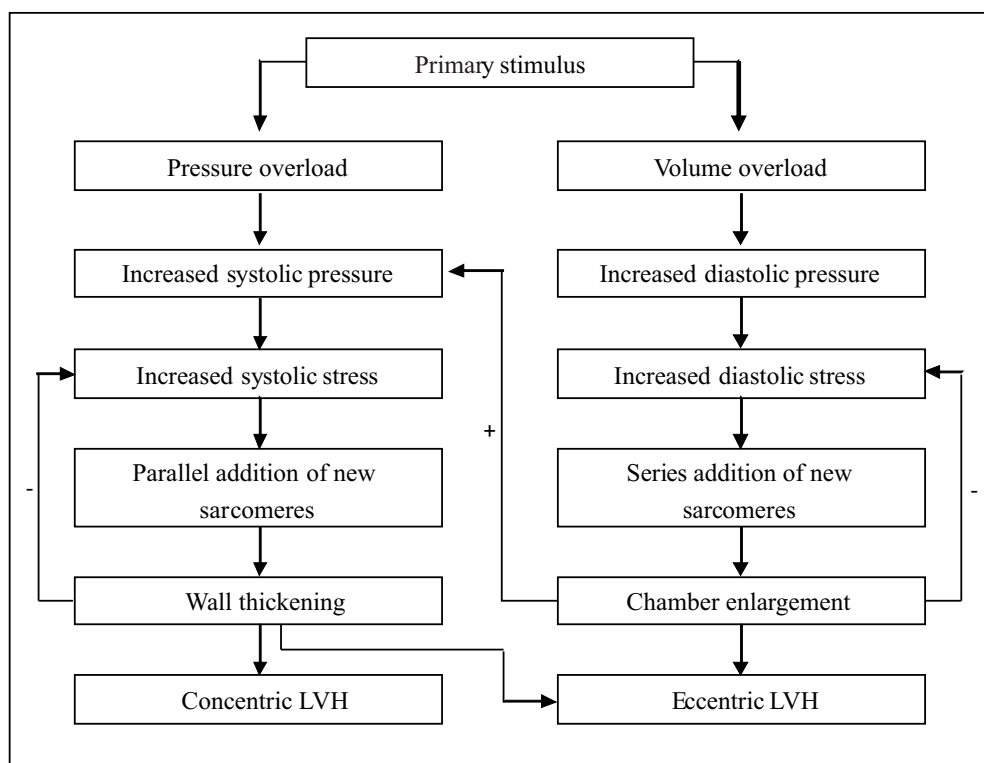 Primary stimulus
Pressure overload
Volume overload
Increased systolic pressure
Increased diastolic pressure
Increased systolic stress
Increased diastolic stress
+
Parallel addition of new
sarcomeres
Series addition of new
sarcomeres
-
-
Wall thickening
Chamber enlargement
Concentric LVH
Eccentric LVH